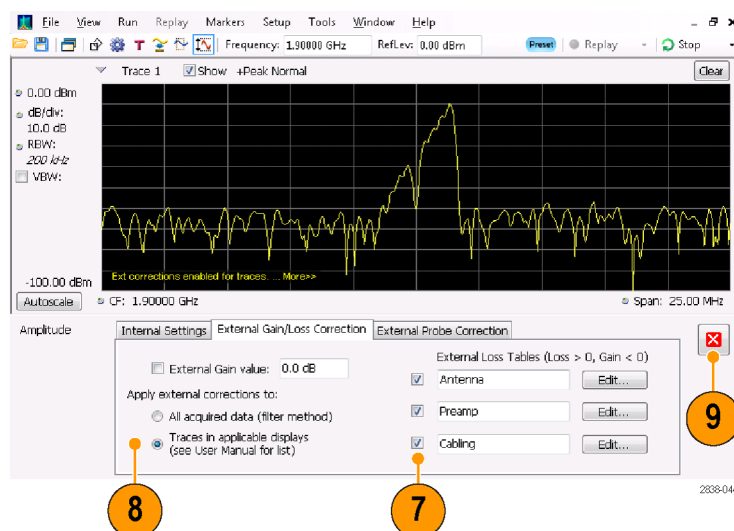 File View Run Replay Markers Setup Tools Window Help
Frequency: 1.90000 GHz RefLev: 0.00 dBm Preset Replay Stop
Trace 1 Show +Peak Normal Clear
0.00 dBm
dB/div:
10.0 dB
RBW:
200 kHz
VBW:
-100.00 dBm
Ext corrections enabled for traces. ... More>>
Autoscale CF: 1.90000 GHz Span: 25.00 MHz
Amplitude Internal Settings External Gain/Loss Correction External Probe Correction
External Loss Tables (Loss > 0, Gain < 0)
External Gain value: 0.0 dB
Antenna Edit...
Apply external corrections to:
All acquired data (filter method)
Preamp Edit...
Traces in applicable displays
(see User Manual for list)
Cabling Edit...
9
8
7
2838-04